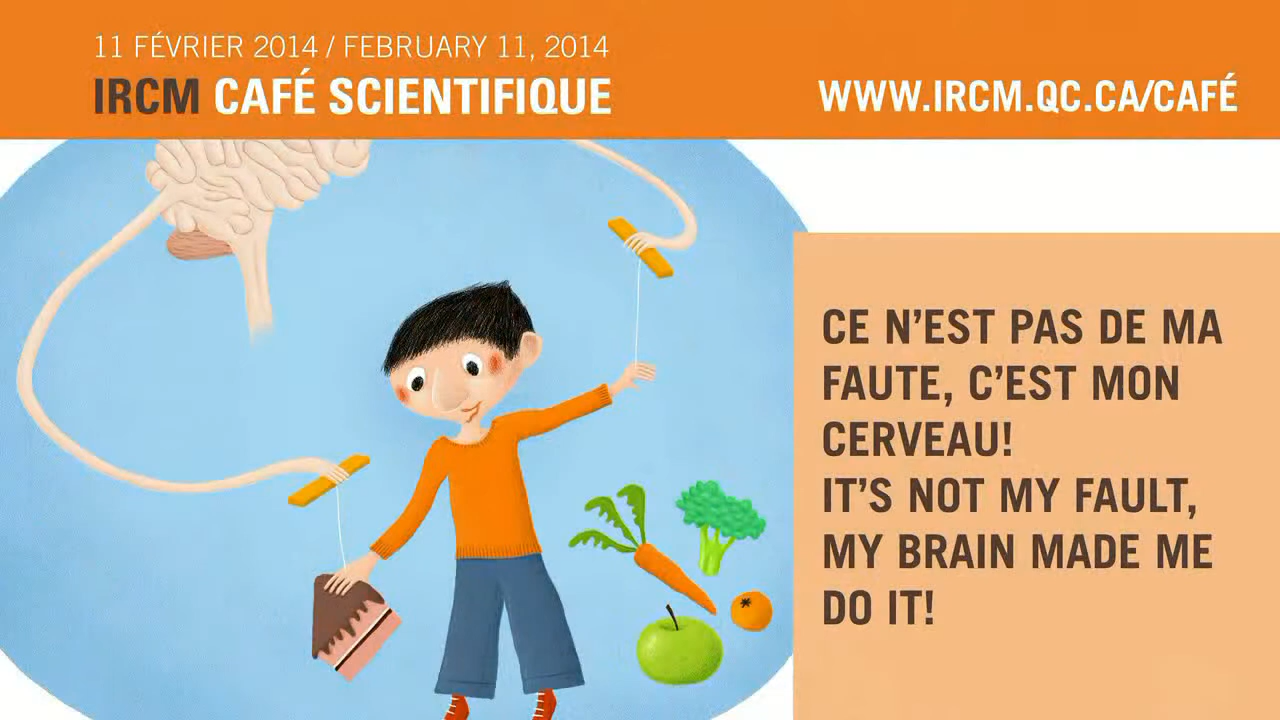 11 FÉVRIER 2014 / FEBRUARY 11, 2014
IRCM CAFÉ SCIENTIFIQUE
WWW.IRCM.QC.CA/CAFÉ
CE N'EST PAS DE MA
FAUTE, C'EST MON
CERVEAU!
IT'S NOT MY FAULT,
MY BRAIN MADE ME
DO IT!